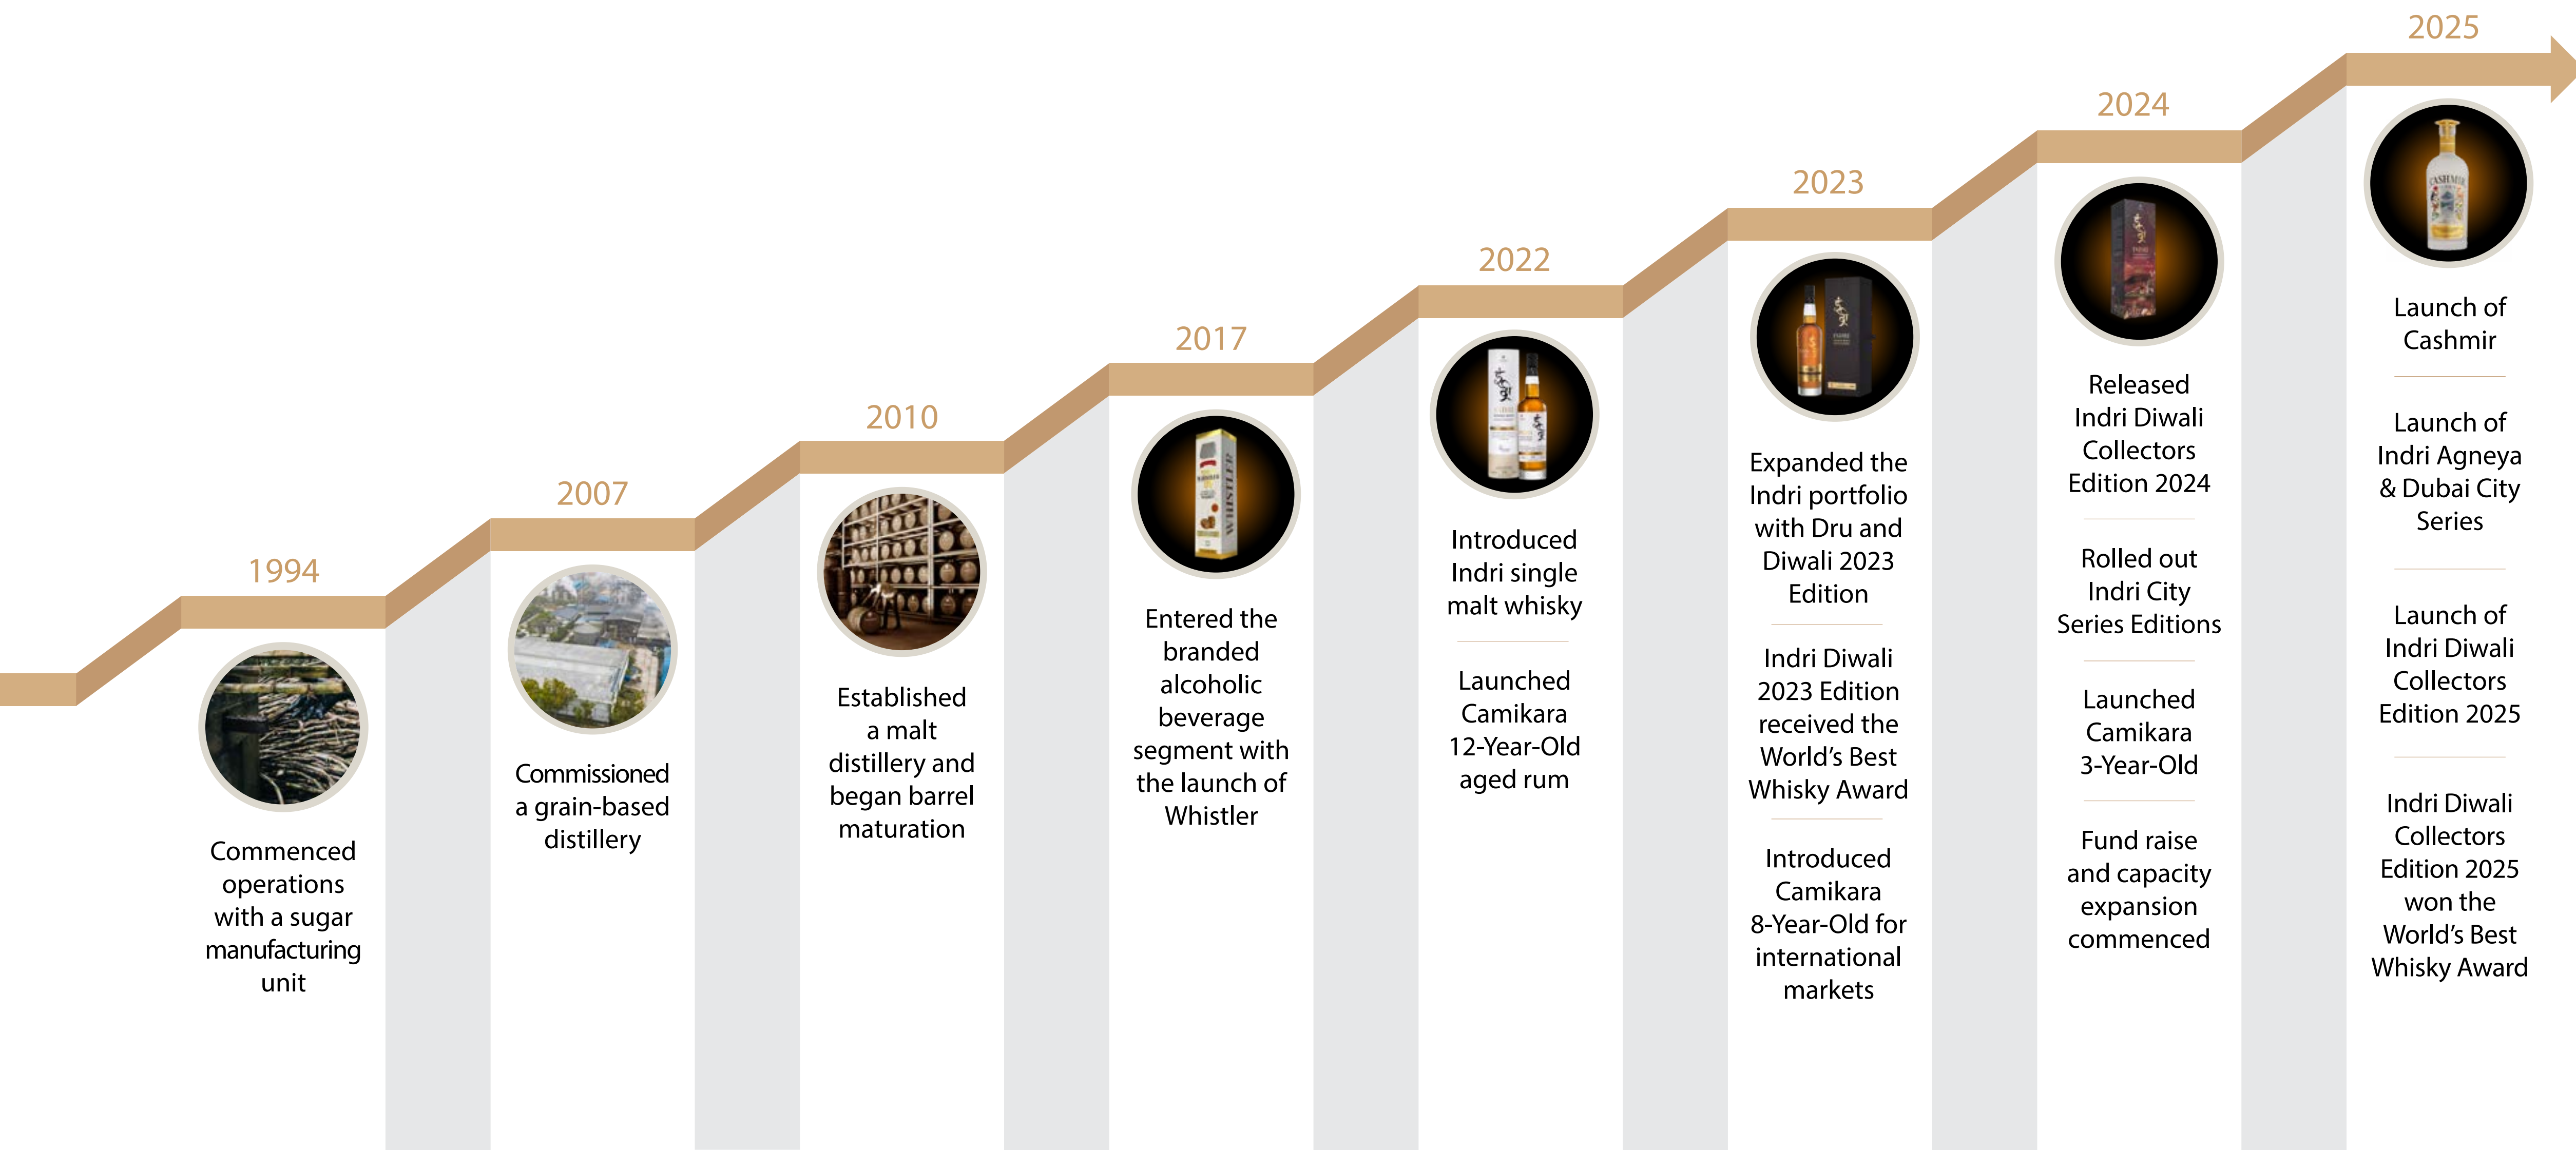 1994
Commenced
operations
with a sugar
manufacturing
unit
2007
Commissioned
a grain-based
distillery
2010
Established
a malt
distillery and
began barrel
maturation
2017
WHISTLER
Entered the
branded
alcoholic
beverage
segment with
the launch of
Whistler
2022
Introduced
Indri single
malt whisky
Launched
Camikara
12-Year-Old
aged rum
2023
Expanded the
Indri portfolio
with Dru and
Diwali 2023
Edition
Indri Diwali
2023 Edition
received the
World’s Best
Whisky Award
Introduced
Camikara
8-Year-Old for
international
markets
2024
Released
Indri Diwali
Collectors
Edition 2024
Rolled out
Indri City
Series Editions
Launched
Camikara
3-Year-Old
Fund raise
and capacity
expansion
commenced
2025
CASHMIR
Launch of
Cashmir
Launch of
Indri Agneya
& Dubai City
Series
Launch of
Indri Diwali
Collectors
Edition 2025
Indri Diwali
Collectors
Edition 2025
won the
World’s Best
Whisky Award